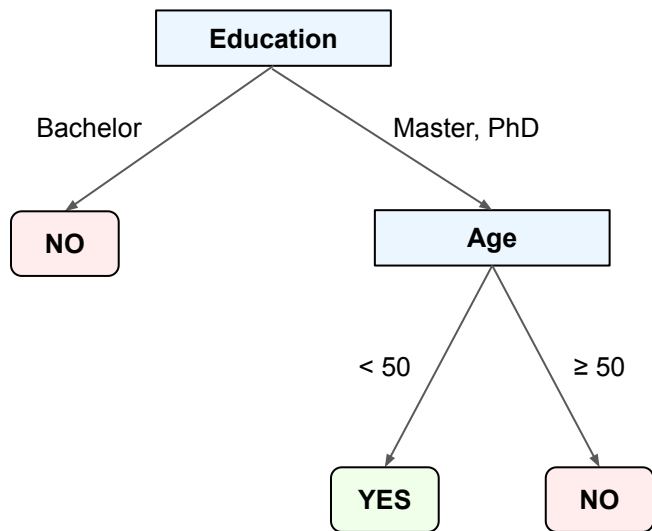 Education
Bachelor
Master, PhD
NO
Age
< 50
≥ 50
YES
NO